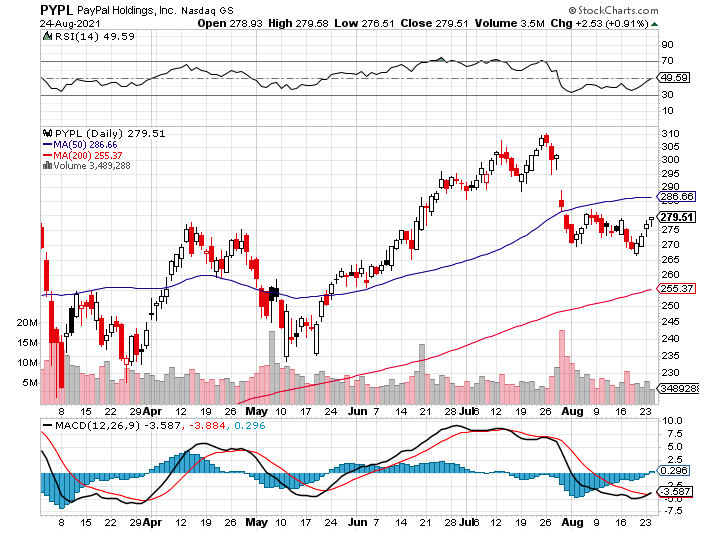 PYPL PayPal Holdings, Inc. Nasdaq GS © StockCharts.com
24-Aug-2021 Open 278.93 High 279.58 Low 276.51 Close 279.51 Volume 3.5M Chg +2.53 (+0.91%)
RSI(14) 49.59
90
70
49.59
30
10
PYPL (Daily) 279.51
MA(50) 286.66
MA(200) 255.37
Volume 3,489,288
310
305
300
295
290
286.66
285
279.51
275
270
265
260
255.37
250
245
240
235
230
20M
15M
10M
5M
3489288
8 15 22 Apr 12 19 26 May 10 17 24 Jun 7 14 21 28 Jul 6 12 19 26 Aug 9 16 23
MACD(12,26,9) -3.587, -3.884, 0.296
10.0
7.5
5.0
2.5
0.296
-3.587
-7.5
8 15 22 Apr 12 19 26 May 10 17 24 Jun 7 14 21 28 Jul 6 12 19 26 Aug 9 16 23